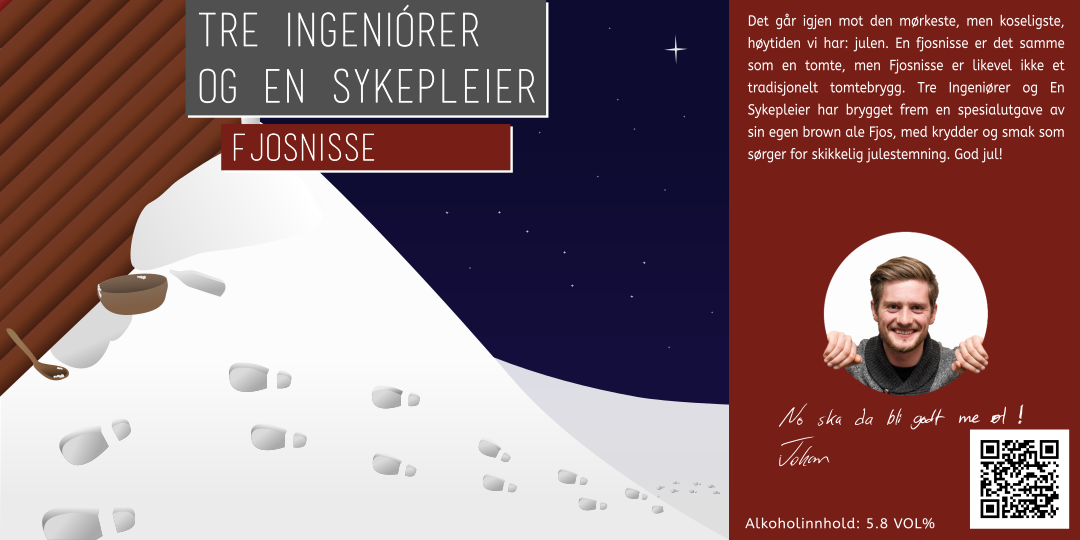 TRE INGENIÓRER
OG EN SYKEPLEIER
FJOSNISSE
Det går igjen mot den mørkeste, men koseligste,
høytiden vi har: julen. En fjosnisse er det samme
som en tomte, men Fjosnisse er likevel ikke et
tradisjonelt tomtebrygg. Tre Ingeniører og En
Sykepleier har brygget frem en spesialutgave av
sin egen brown ale Fjos, med krydder og smak som
sørger for skikkelig julestemning. God jul!
No ska da bli godt me øl!
Johan
Alkoholinnhold: 5.8 VOL%